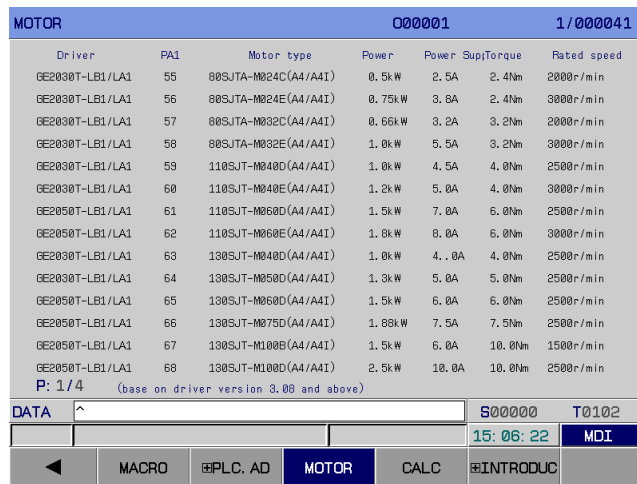 MOTOR O00001 1/000041
Driver PA1 Motor type Power Power Sup Torque Rated speed
GE2030T-LB1/LA1 55 80SJTA-M024C(A4/A4I) 0.5kW 2.5A 2.4Nm 2000r/min
GE2030T-LB1/LA1 56 80SJTA-M024E(A4/A4I) 0.75kW 3.8A 2.4Nm 3000r/min
GE2030T-LB1/LA1 57 80SJTA-M032C(A4/A4I) 0.66kW 3.2A 3.2Nm 2000r/min
GE2030T-LB1/LA1 58 80SJTA-M032E(A4/A4I) 1.0kW 5.5A 3.2Nm 3000r/min
GE2030T-LB1/LA1 59 110SJT-M040D(A4/A4I) 1.0kW 4.5A 4.0Nm 2500r/min
GE2030T-LB1/LA1 60 110SJT-M040E(A4/A4I) 1.2kW 5.0A 4.0Nm 3000r/min
GE2050T-LB1/LA1 61 110SJT-M060D(A4/A4I) 1.5kW 7.0A 6.0Nm 2500r/min
GE2050T-LB1/LA1 62 110SJT-M060E(A4/A4I) 1.8kW 8.0A 6.0Nm 3000r/min
GE2030T-LB1/LA1 63 130SJT-M040D(A4/A4I) 1.0kW 4..0A 4.0Nm 2500r/min
GE2030T-LB1/LA1 64 130SJT-M050D(A4/A4I) 1.3kW 5.0A 5.0Nm 2500r/min
GE2050T-LB1/LA1 65 130SJT-M060D(A4/A4I) 1.5kW 6.0A 6.0Nm 2500r/min
GE2050T-LB1/LA1 66 130SJT-M075D(A4/A4I) 1.88kW 7.5A 7.5Nm 2500r/min
GE2050T-LB1/LA1 67 130SJT-M100B(A4/A4I) 1.5kW 6.0A 10.0Nm 1500r/min
GE2050T-LB1/LA1 68 130SJT-M100D(A4/A4I) 2.5kW 10.0A 10.0Nm 2500r/min
P: 1/4 (base on driver version 3.08 and above)
DATA ^ S00000 T0102
15:06:22 MDI
◀ MACRO ⊞PLC.AD MOTOR CALC ⊞INTRODUC